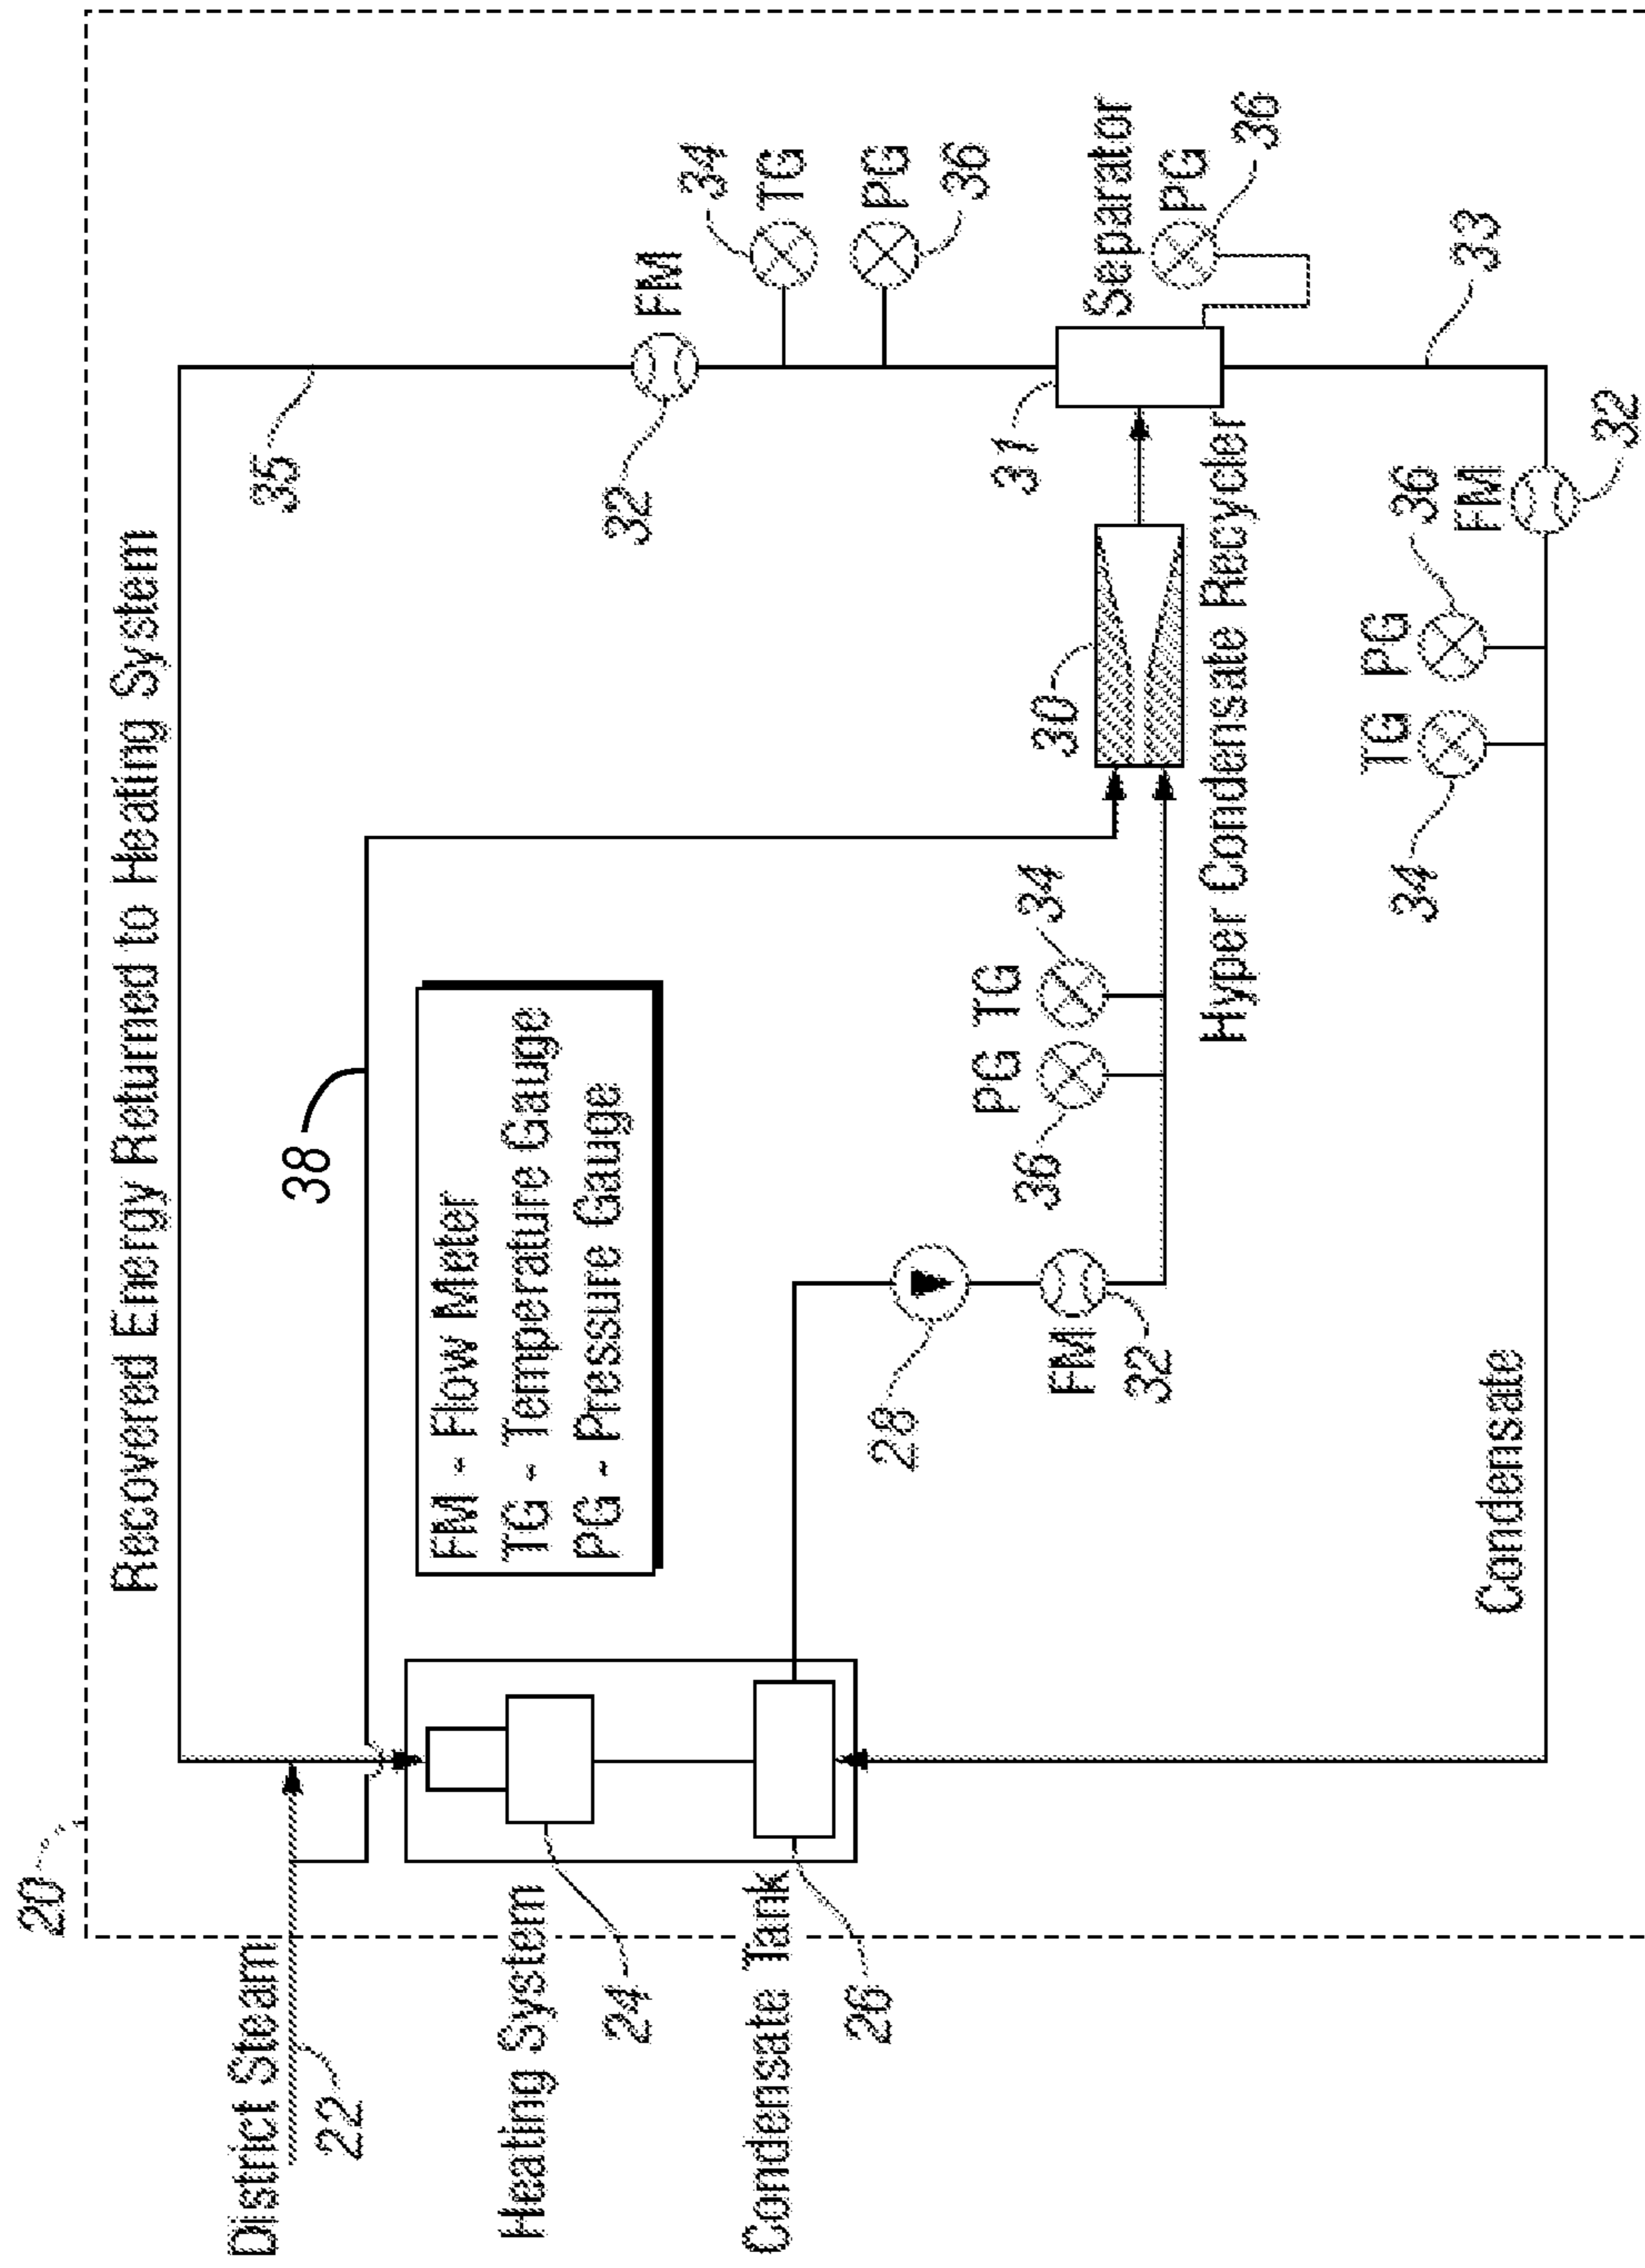 20
Recovered Energy Returned to Heating System
35
38
District Steam
22
FM - Flow Meter
TG - Temperature Gauge
PG - Pressure Gauge
Heating System
24
Condensate Tank
26
28
FM
32
PG
36
TG
34
30
Hyper Condensate Recycler
31
Separator
PG
36
FM
32
TG
34
PG
36
33
FM
32
PG
36
TG
34
Condensate